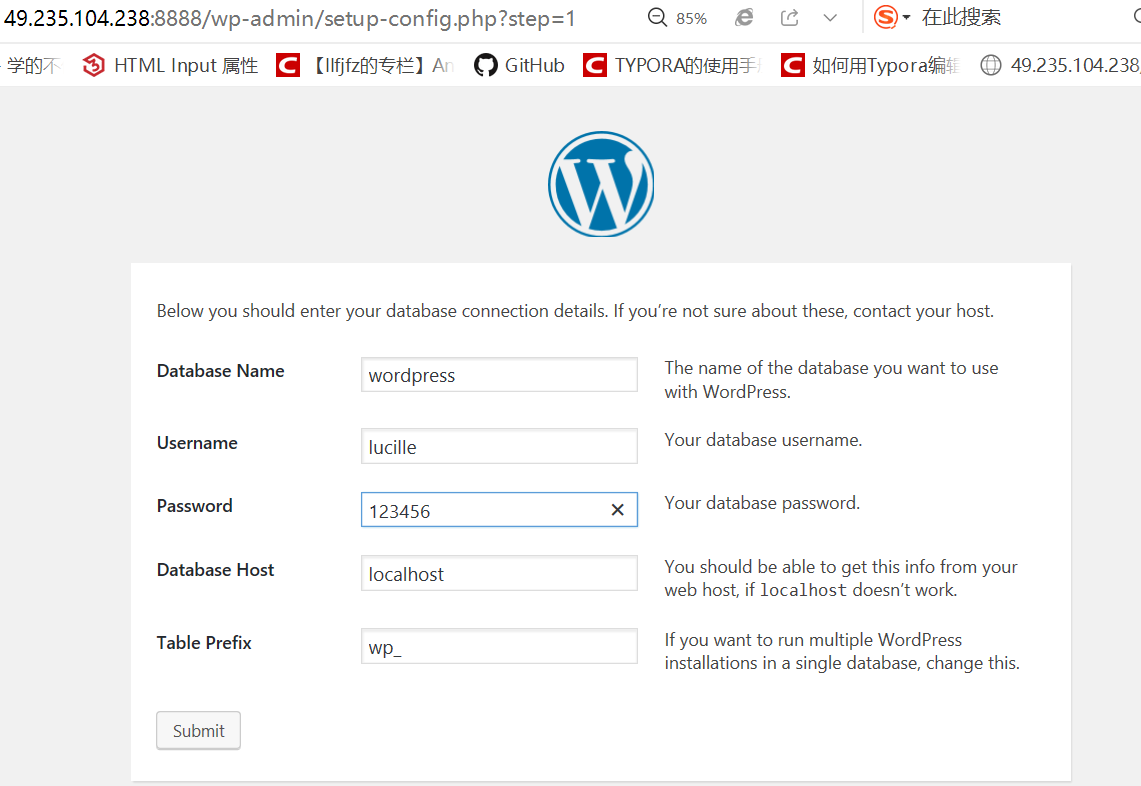 49.235.104.238:8888/wp-admin/setup-config.php?step=1 85% 在此搜索
学的不 HTML Input 属性 【llfjfz的专栏】An GitHub TYPORA的使用手 如何用Typora编辑 49.235.104.238
Below you should enter your database connection details. If you’re not sure about these, contact your host.
Database Name wordpress The name of the database you want to use
with WordPress.
Username lucille Your database username.
Password 123456 Your database password.
Database Host localhost You should be able to get this info from your
web host, if localhost doesn’t work.
Table Prefix wp_ If you want to run multiple WordPress
installations in a single database, change this.
Submit